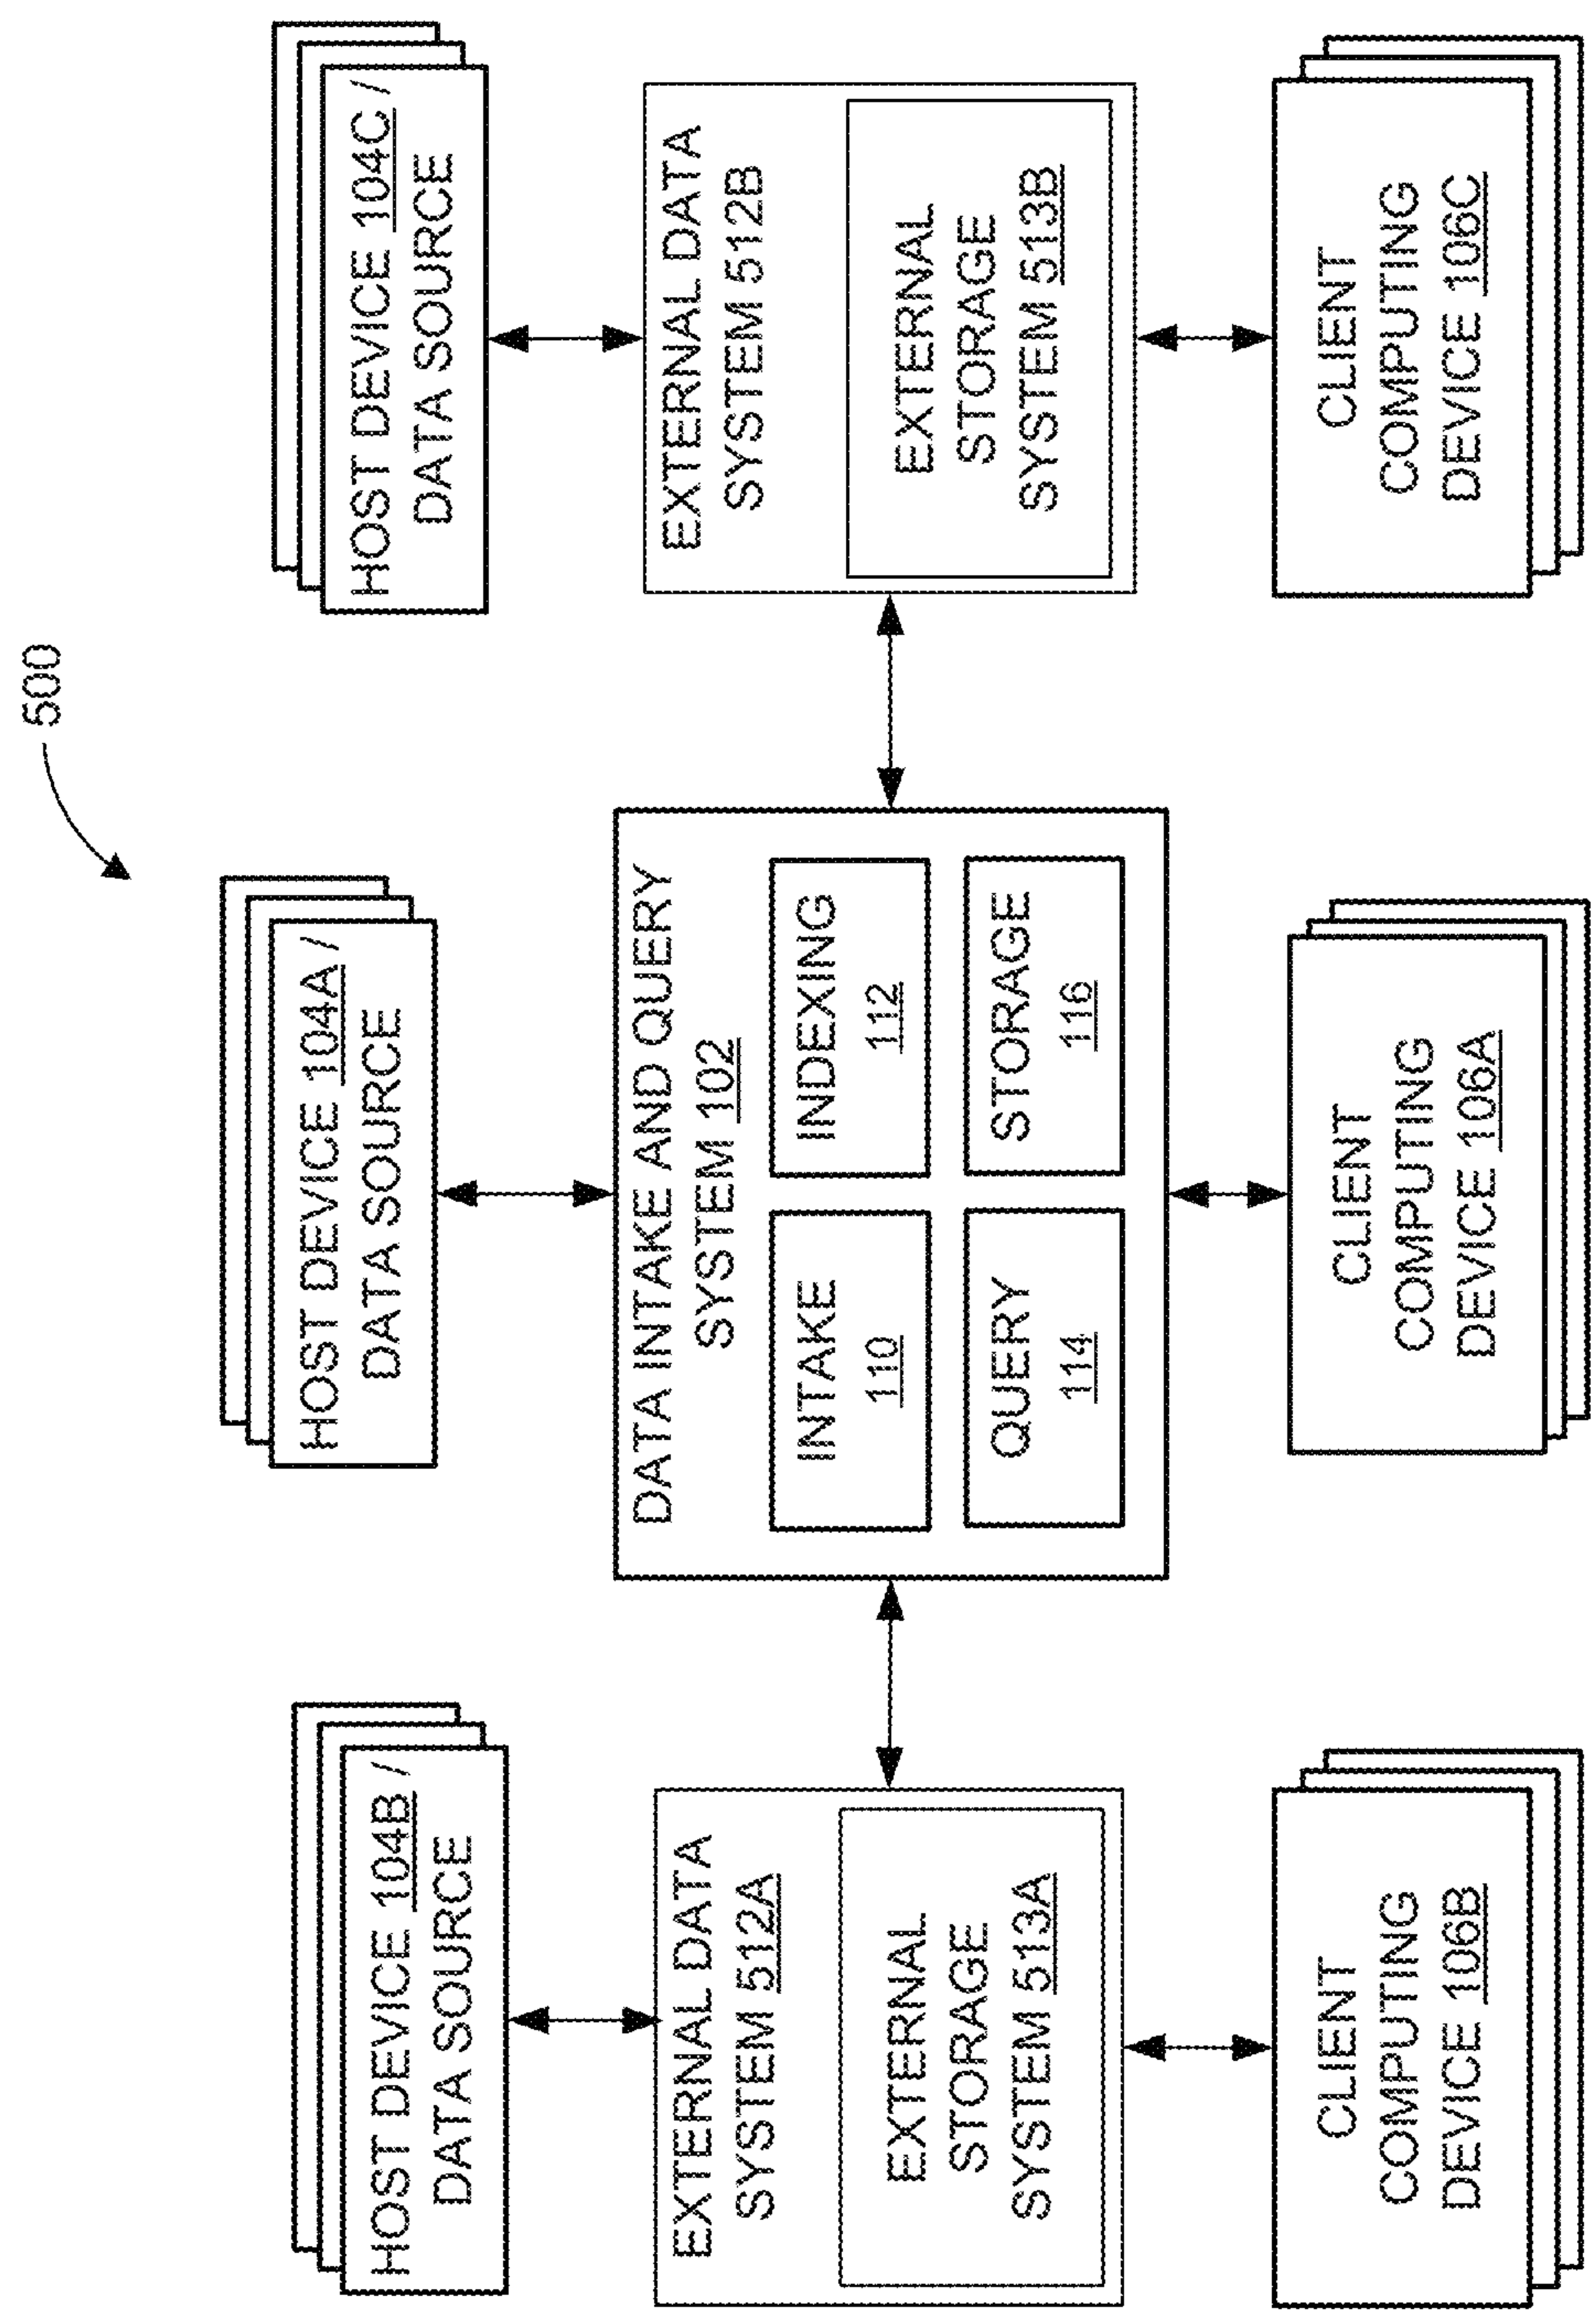 500
HOST DEVICE 104B /
DATA SOURCE
HOST DEVICE 104A /
DATA SOURCE
HOST DEVICE 104C /
DATA SOURCE
EXTERNAL DATA
SYSTEM 512A
EXTERNAL
STORAGE
SYSTEM 513A
DATA INTAKE AND QUERY
SYSTEM 102
INTAKE
110
INDEXING
112
QUERY
114
STORAGE
116
EXTERNAL DATA
SYSTEM 512B
EXTERNAL
STORAGE
SYSTEM 513B
CLIENT
COMPUTING
DEVICE 106B
CLIENT
COMPUTING
DEVICE 106A
CLIENT
COMPUTING
DEVICE 106C